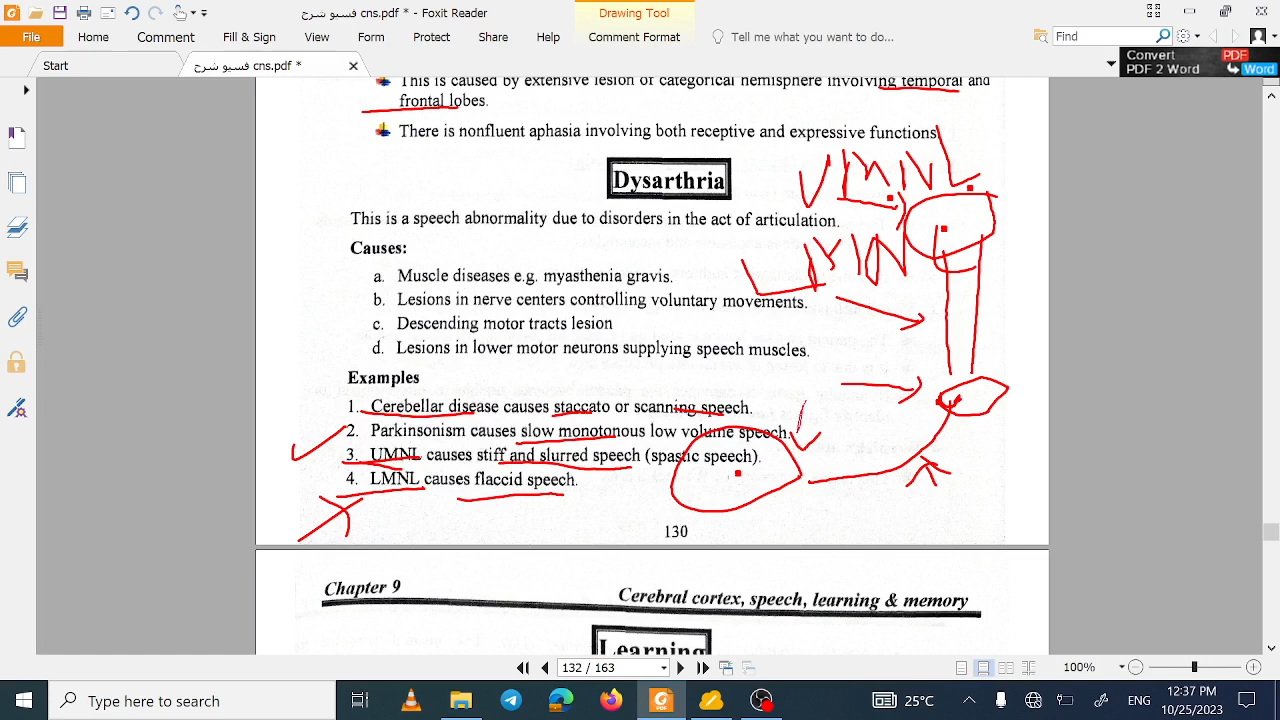 فسيو شرح cns.pdf * - Foxit Reader
Drawing Tool
File Home Comment View Form Protect Share Help Comment Format Tell me what you want to do... Find
Start
فسيو شرح cns.pdf *
Convert PDF
PDF 2 Word Word
This is caused by extensive lesion of categorical hemisphere involving temporal and
frontal lobes.
There is nonfluent aphasia involving both receptive and expressive functions
Dysarthria
UMNL
This is a speech abnormality due to disorders in the act of articulation.
Causes:
a. Muscle diseases e.g. myasthenia gravis.
b. Lesions in nerve centers controlling voluntary movements.
c. Descending motor tracts lesion
d. Lesions in lower motor neurons supplying speech muscles.
Examples
1. Cerebellar disease causes staccato or scanning speech.
2. Parkinsonism causes slow monotonous low volume speech.
3. UMNL causes stiff and slurred speech (spastic speech).
4. LMNL causes flaccid speech.
130
Chapter 9 Cerebral cortex, speech, learning & memory
Learning
132 / 163
100%
Type here to search
25°C
ENG
12:37 PM
10/25/2023